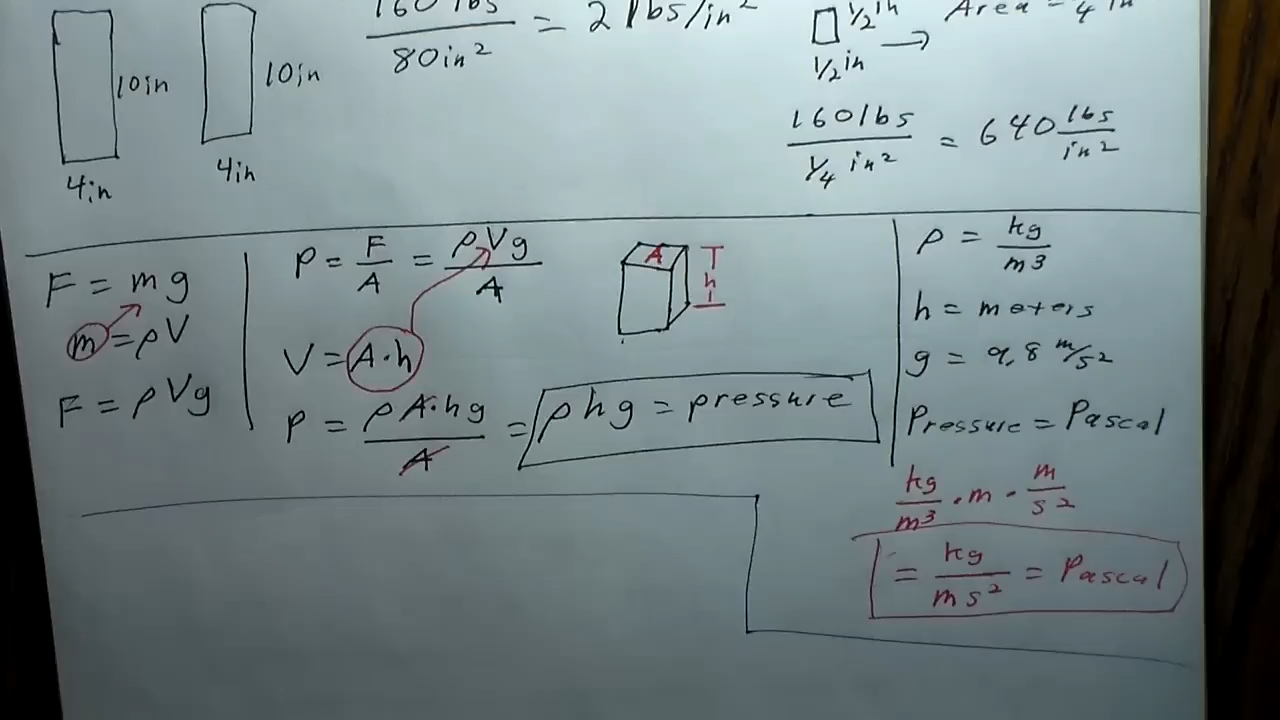 160 lbs / 80in² = 2 lbs/in²
½ in
½ in → Area = ¼ in
10in
10in
4in
4in
160lbs / ¼ in² = 640 lbs/in²
F = mg
m = ρV
F = ρVg
P = F/A = ρVg/A
V = A·h
P = ρA·hg/A = ρhg = pressure
A
h
ρ = kg/m3
h = meters
g = 9.8 m/s2
Pressure = Pascal
kg/m3 · m · m/s2
= kg/ms2 = Pascal